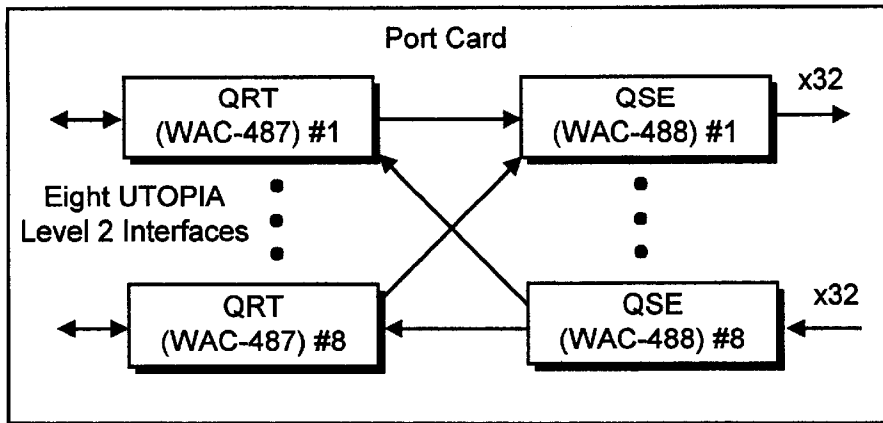 Port Card
QRT
(WAC-487) #1
QSE
(WAC-488) #1
x32
Eight UTOPIA
Level 2 Interfaces
QRT
(WAC-487) #8
QSE
(WAC-488) #8
x32